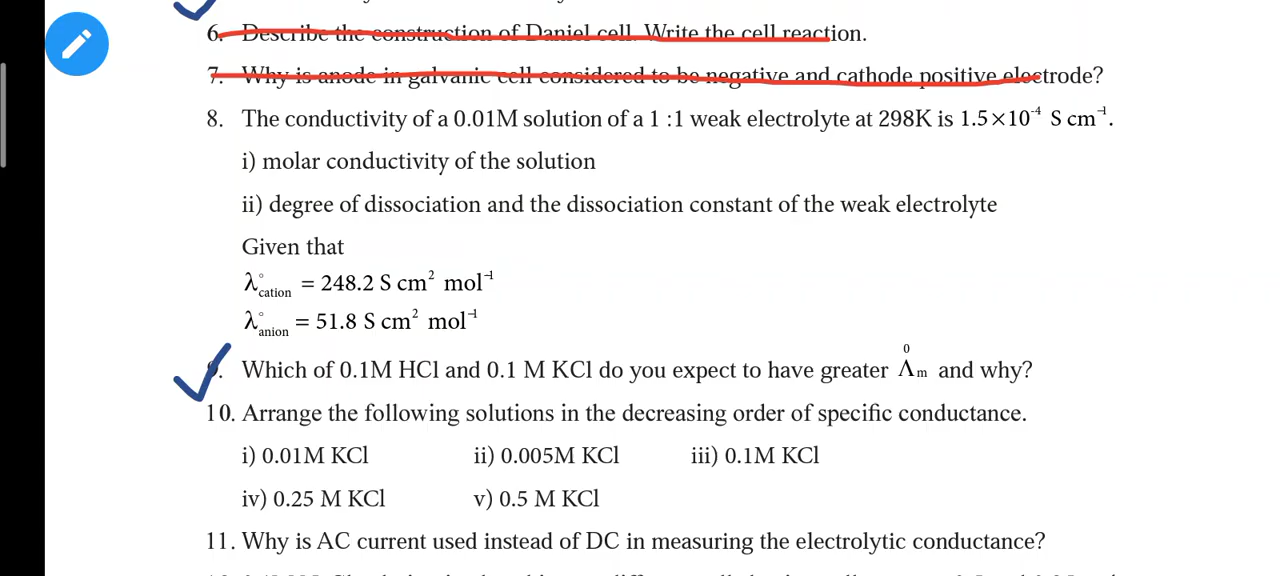 6. Describe the construction of Daniel cell. Write the cell reaction.
7. Why is anode in galvanic cell considered to be negative and cathode positive electrode?
8. The conductivity of a 0.01M solution of a 1 :1 weak electrolyte at 298K is 1.5×10⁻⁴ S cm⁻¹.
i) molar conductivity of the solution
ii) degree of dissociation and the dissociation constant of the weak electrolyte
Given that
λ°cation = 248.2 S cm² mol⁻¹
λ°anion = 51.8 S cm² mol⁻¹
9. Which of 0.1M HCl and 0.1 M KCl do you expect to have greater Λ⁰m and why?
10. Arrange the following solutions in the decreasing order of specific conductance.
i) 0.01M KCl ii) 0.005M KCl iii) 0.1M KCl
iv) 0.25 M KCl v) 0.5 M KCl
11. Why is AC current used instead of DC in measuring the electrolytic conductance?